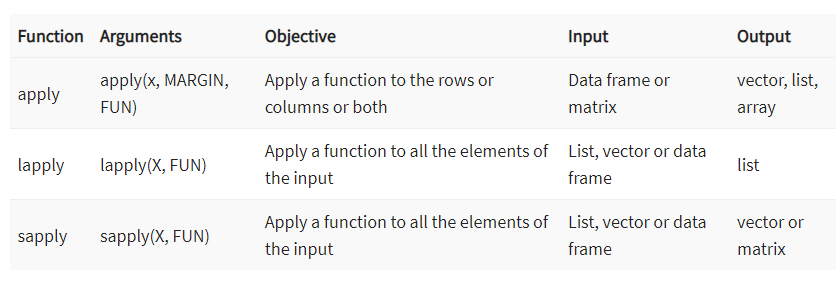 Function Arguments Objective Input Output
apply apply(x, MARGIN, FUN) Apply a function to the rows or columns or both Data frame or matrix vector, list, array
lapply lapply(X, FUN) Apply a function to all the elements of the input List, vector or data frame list
sapply sapply(X, FUN) Apply a function to all the elements of the input List, vector or data frame vector or matrix